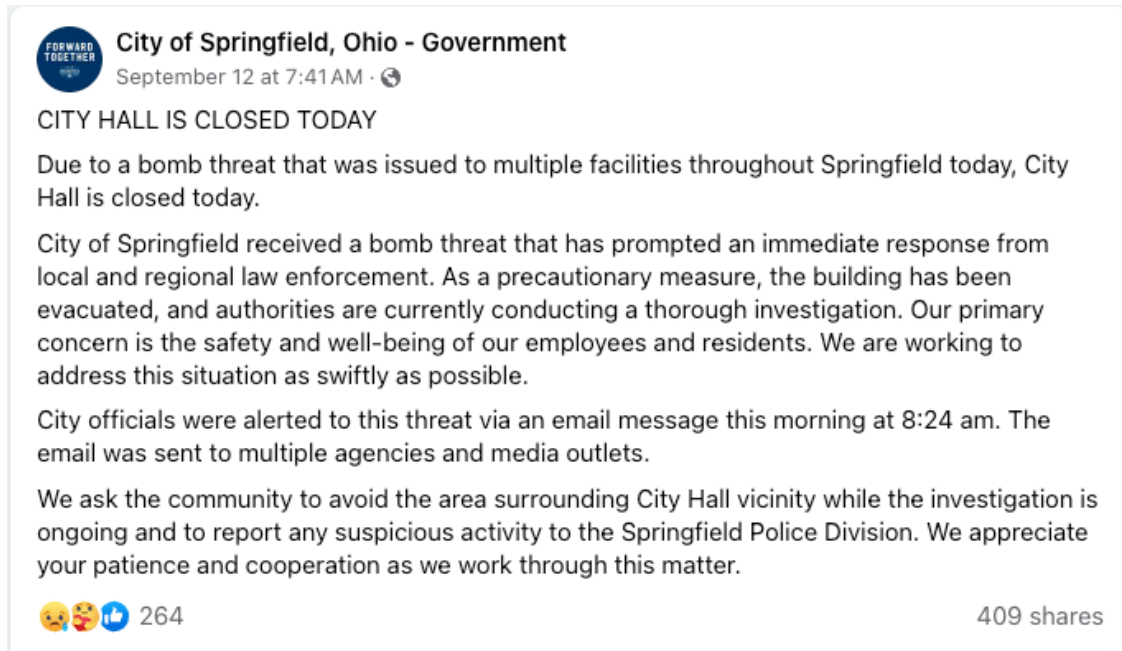 FORWARD
TOGETHER
City of Springfield, Ohio - Government
September 12 at 7:41 AM ·
CITY HALL IS CLOSED TODAY
Due to a bomb threat that was issued to multiple facilities throughout Springfield today, City
Hall is closed today.
City of Springfield received a bomb threat that has prompted an immediate response from
local and regional law enforcement. As a precautionary measure, the building has been
evacuated, and authorities are currently conducting a thorough investigation. Our primary
concern is the safety and well-being of our employees and residents. We are working to
address this situation as swiftly as possible.
City officials were alerted to this threat via an email message this morning at 8:24 am. The
email was sent to multiple agencies and media outlets.
We ask the community to avoid the area surrounding City Hall vicinity while the investigation is
ongoing and to report any suspicious activity to the Springfield Police Division. We appreciate
your patience and cooperation as we work through this matter.
264
409 shares